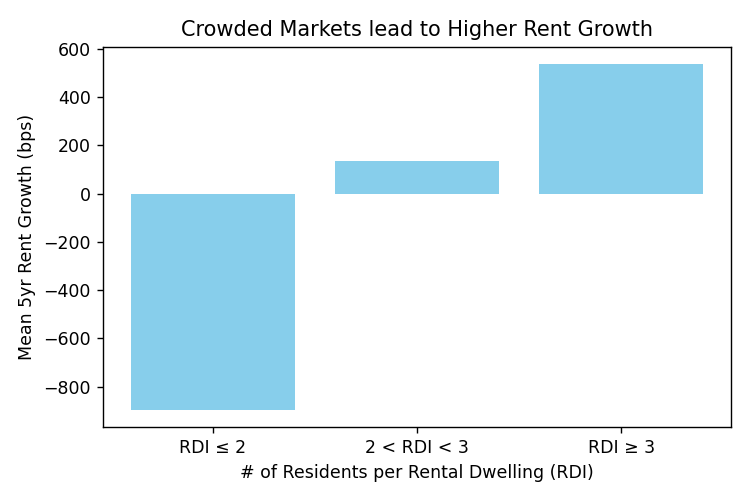 Crowded Markets lead to Higher Rent Growth
Mean 5yr Rent Growth (bps)
600
400
200
0
−200
−400
−600
−800
RDI ≤ 2
2 < RDI < 3
RDI ≥ 3
# of Residents per Rental Dwelling (RDI)